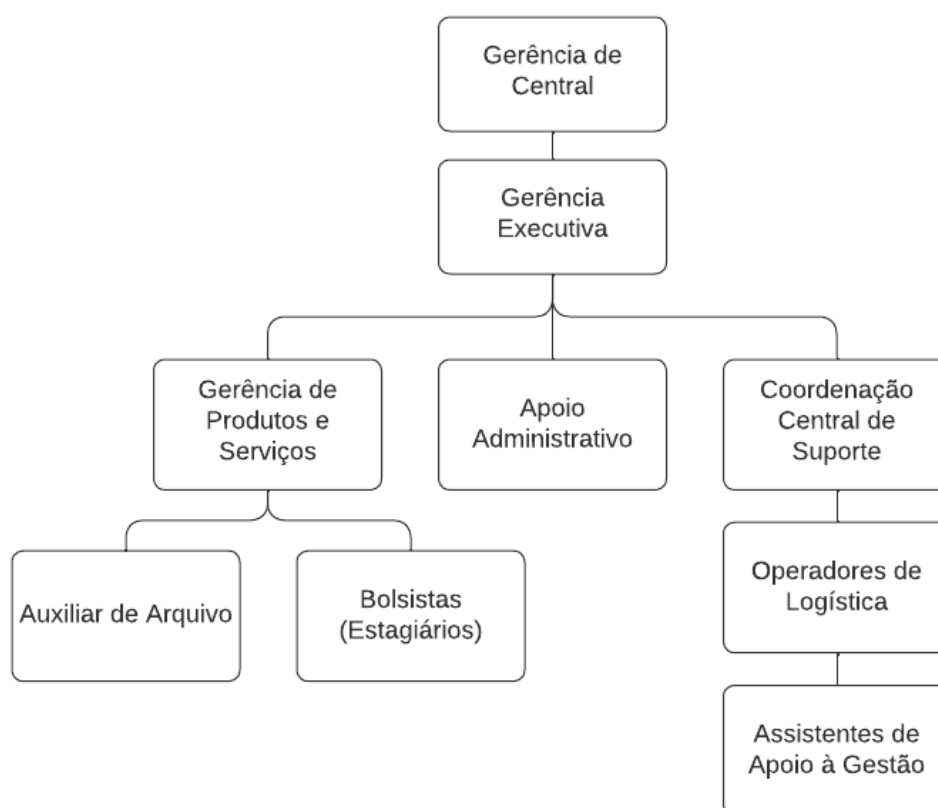 Gerência de
Central
Gerência
Executiva
Gerência de
Produtos e
Serviços
Apoio
Administrativo
Coordenação
Central de
Suporte
Auxiliar de Arquivo
Bolsistas
(Estagiários)
Operadores de
Logística
Assistentes de
Apoio à Gestão